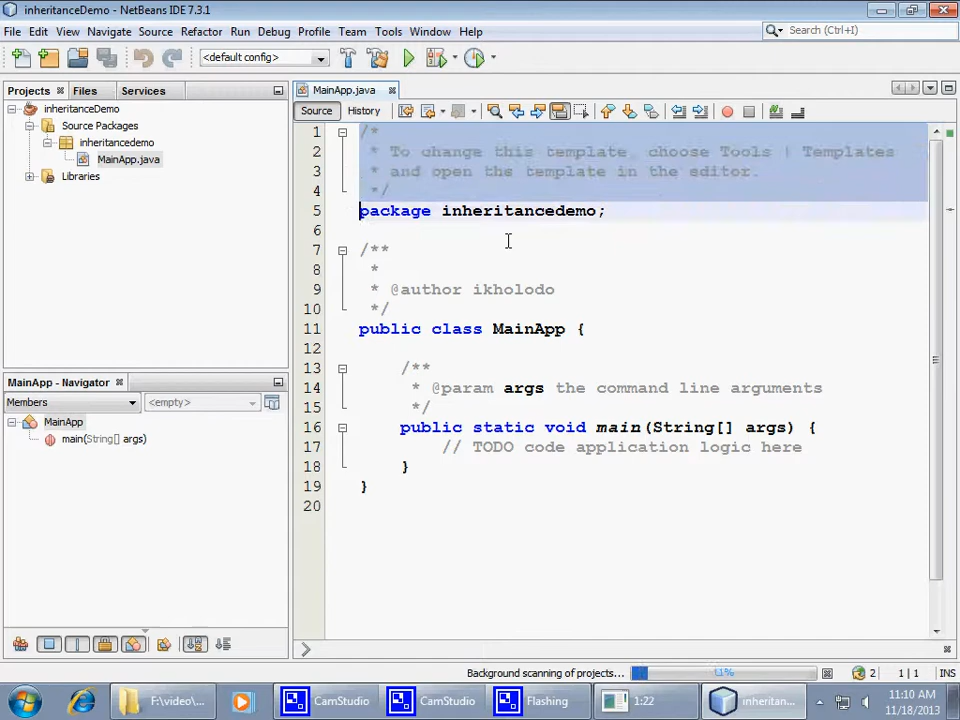 inheritanceDemo - NetBeans IDE 7.3.1
File Edit View Navigate Source Refactor Run Debug Profile Team Tools Window Help
Search (Ctrl+I)
<default config>
Projects Files Services
MainApp.java
Source History
inheritanceDemo
Source Packages
inheritancedemo
MainApp.java
Libraries
1 /*
2 * To change this template, choose Tools | Templates
3 * and open the template in the editor.
4 */
5 package inheritancedemo;
6
7 /**
8 *
9 * @author ikholodo
10 */
11 public class MainApp {
12
13 /**
14 * @param args the command line arguments
15 */
16 public static void main(String[] args) {
17 // TODO code application logic here
18 }
19 }
20
MainApp - Navigator
Members <empty>
MainApp
main(String[] args)
Background scanning of projects... 11% 2 1 | 1 INS
F:\video\... CamStudio CamStudio Flashing 1:22 inheritan...
11:10 AM
11/18/2013